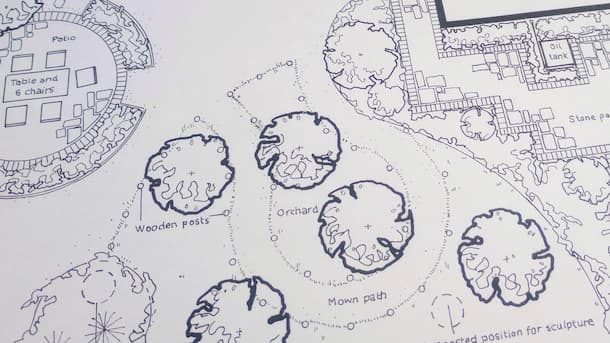 Patio
Table and
6 chairs
Oil
tank
Stone pa
Orchard
Wooden posts
Mown path
position for sculpture